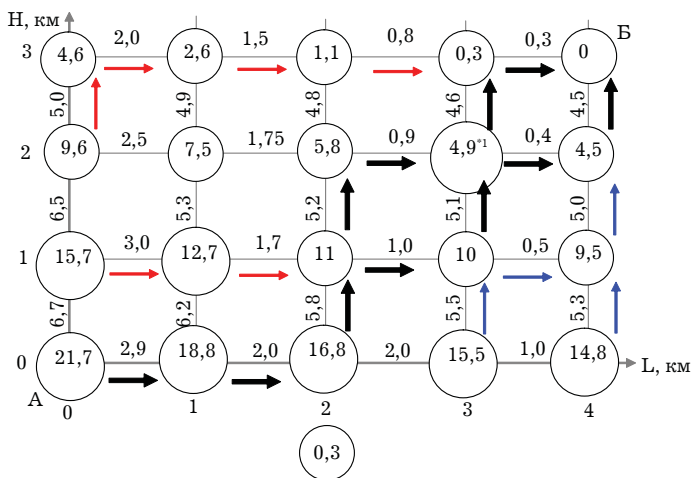 Н, км
Б
2,0 1,5 0,8 0,3
3 4,6 2,6 1,1 0,3 0
5,0 4,9 4,8 4,6 4,5
2,5 1,75 0,9 0,4
2 9,6 7,5 5,8 4,9*1 4,5
6,5 5,3 5,2 5,1 5,0
3,0 1,7 1,0 0,5
1 15,7 12,7 11 10 9,5
6,7 6,2 5,8 5,5 5,3
2,9 2,0 2,0 1,0
0 21,7 18,8 16,8 15,5 14,8 L, км
А
0 1 2 3 4
0,3